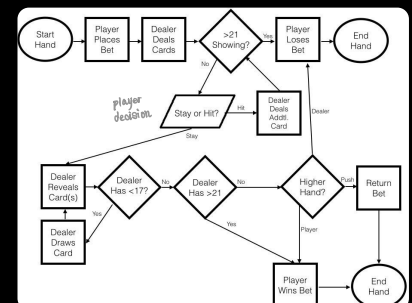 Start
Hand
Player
Places
Bet
Dealer
Deals
Cards
>21
Showing?
Yes
Player
Loses
Bet
End
Hand
No
player
decision
Stay or Hit?
Hit
Dealer
Deals
Addtl.
Card
Dealer
Stay
Dealer
Reveals
Card(s)
Dealer
Has <17?
No
Dealer
Has >21
No
Higher
Hand?
Push
Return
Bet
Yes
Dealer
Draws
Card
Yes
Player
Player
Wins Bet
End
Hand